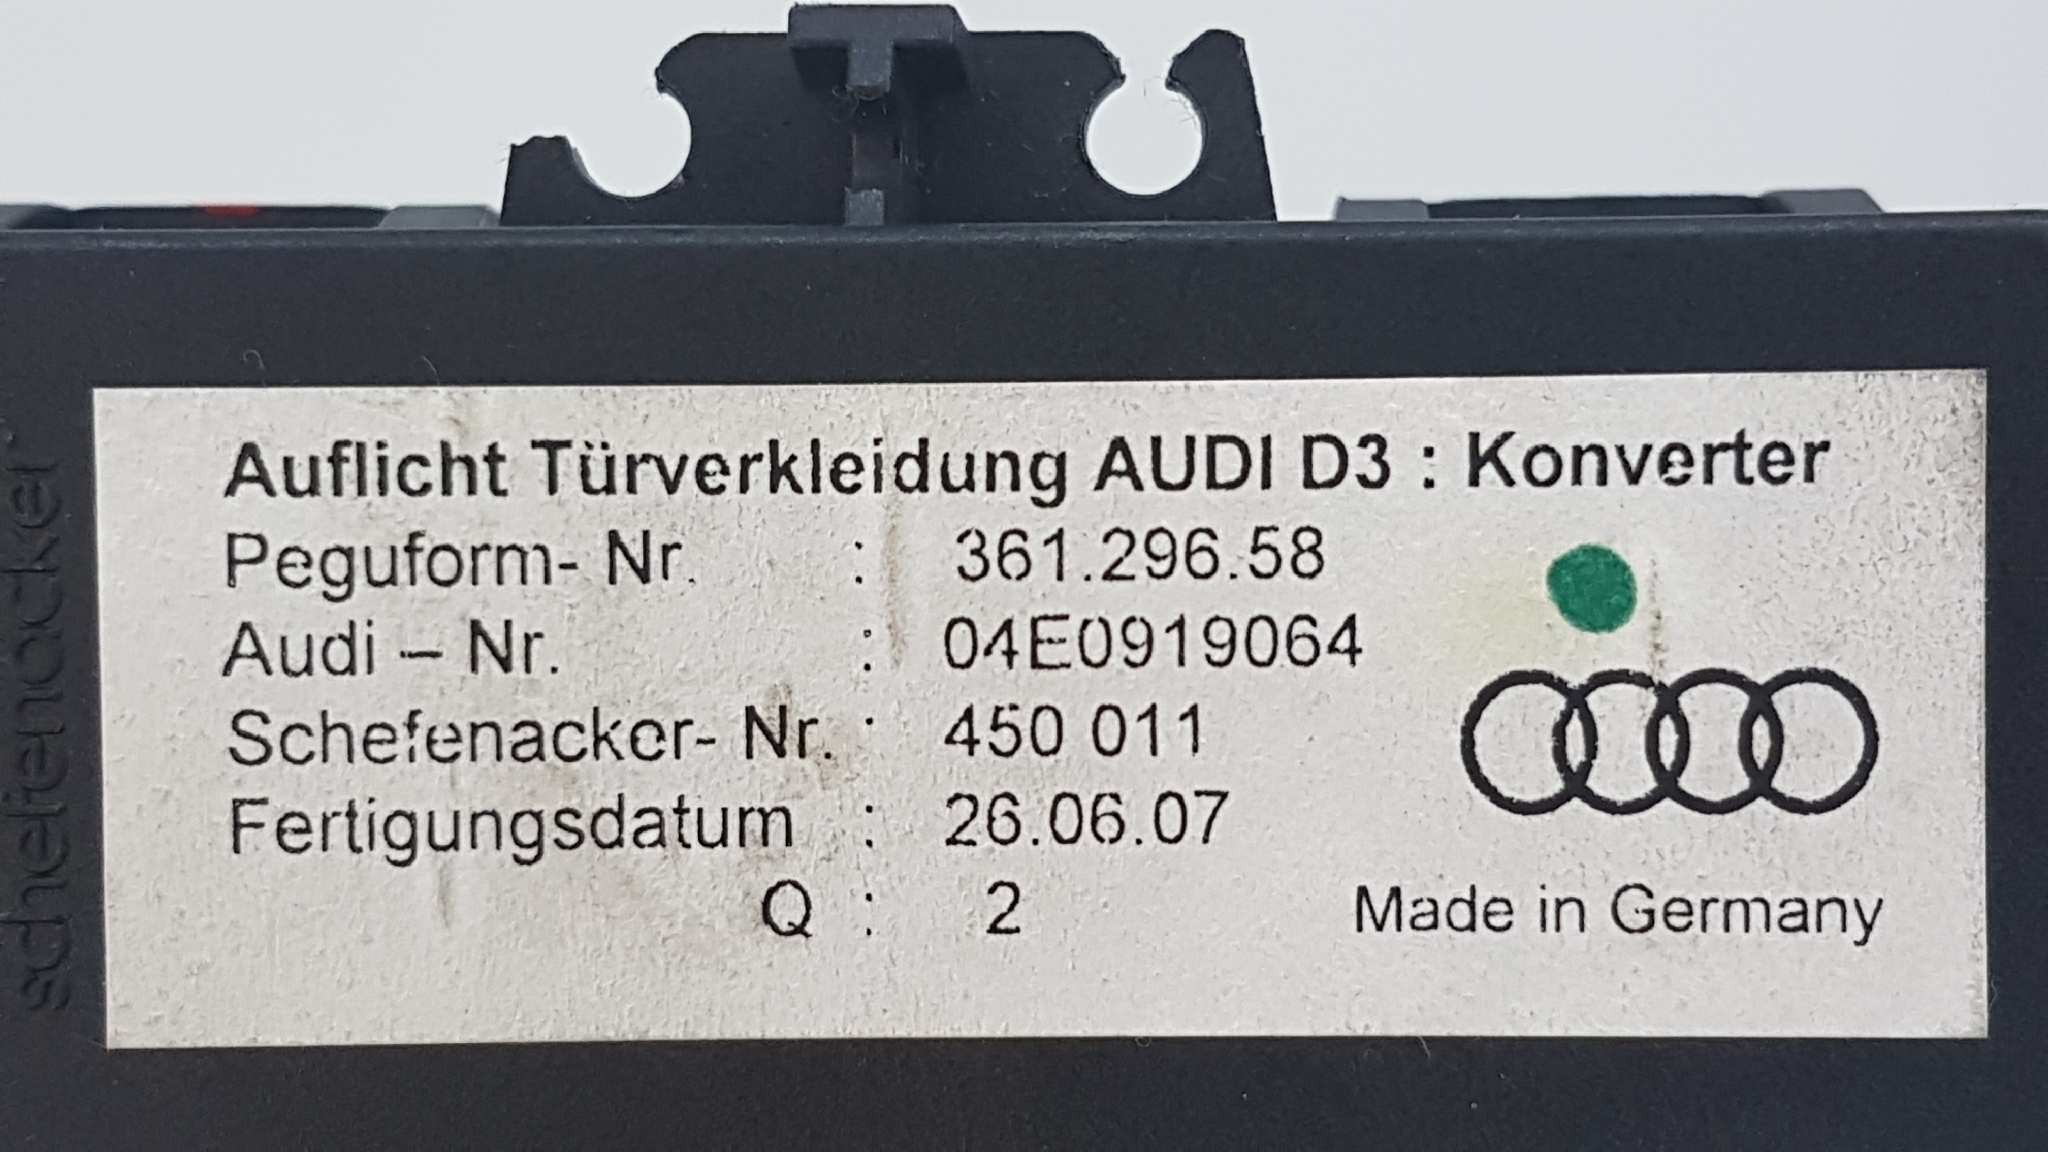 Auflicht Türverkleidung AUDI D3 : Konverter
Peguform- Nr. : 361.296.58
Audi – Nr. : 04E0919064
Schefenacker- Nr. : 450 011
Fertigungsdatum : 26.06.07
Q : 2
Made in Germany
schefenacker